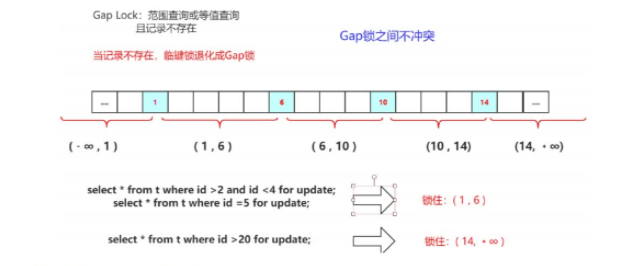 Gap Lock：范围查询或等值查询
且记录不存在
Gap锁之间不冲突
当记录不存在，临键锁退化成Gap锁
.... 1 6 10 14 ...
(-∞ , 1) (1 , 6) (6 , 10) (10 , 14) (14, +∞)
select * from t where id >2 and id <4 for update;
select * from t where id =5 for update;
锁住：(1 , 6)
select * from t where id >20 for update;
锁住：(14, +∞)